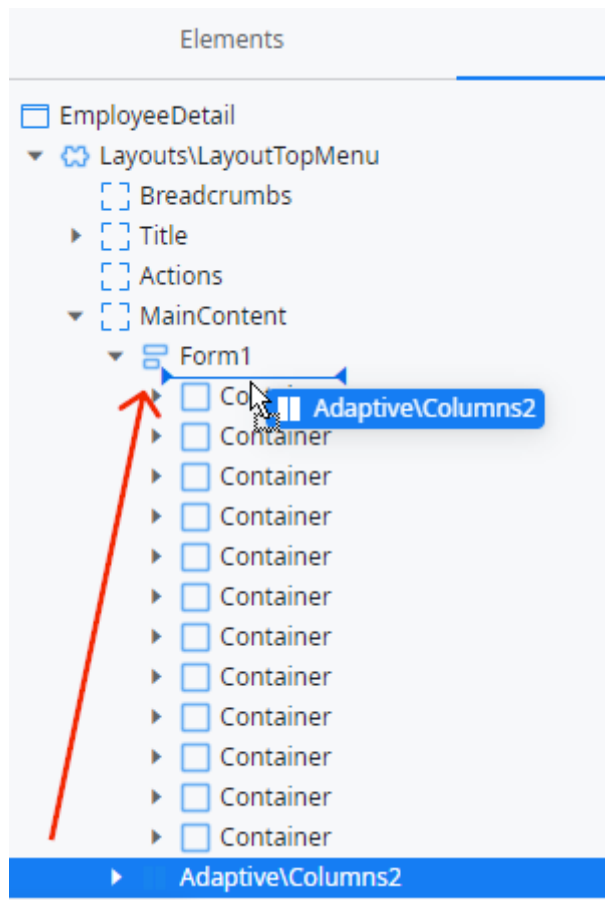 Elements
EmployeeDetail
Layouts\LayoutTopMenu
Breadcrumbs
Title
Actions
MainContent
Form1
Adaptive\Columns2
Container
Container
Container
Container
Container
Container
Container
Container
Container
Container
Container
Adaptive\Columns2